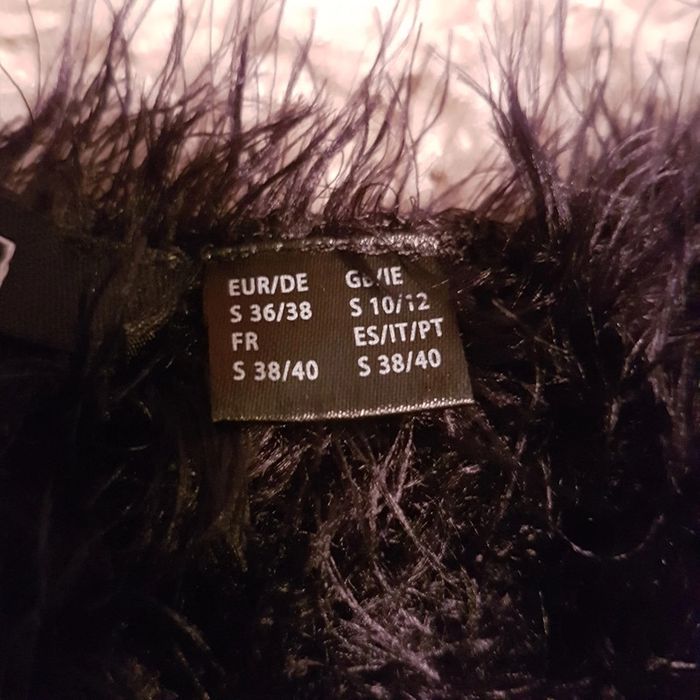 EUR/DE GB/IE
S 36/38 S 10/12
FR ES/IT/PT
S 38/40 S 38/40